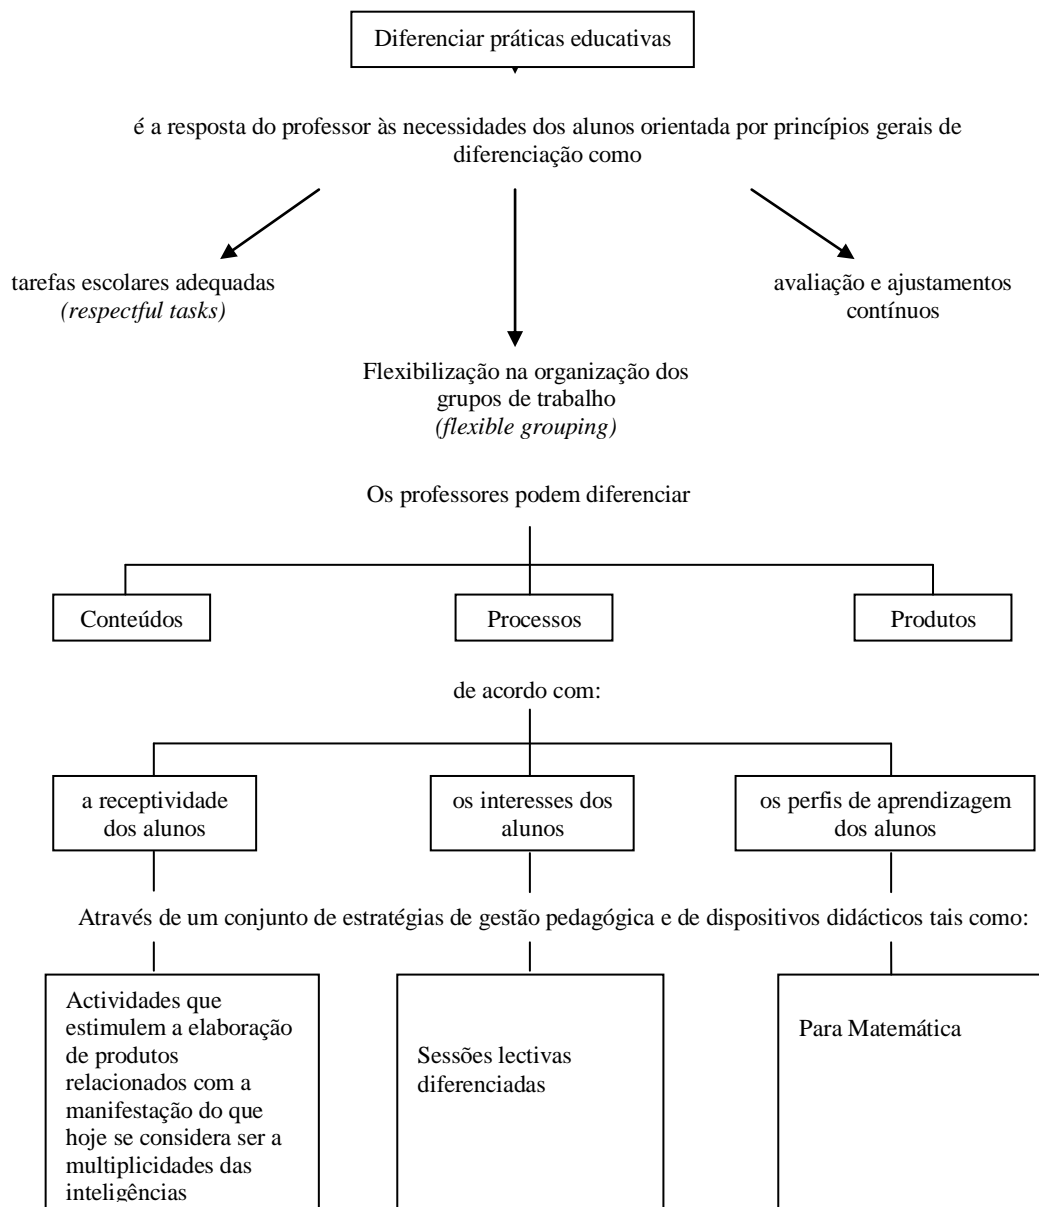 Diferenciar práticas educativas
é a resposta do professor às necessidades dos alunos orientada por princípios gerais de
diferenciação como
tarefas escolares adequadas
(respectful tasks)
avaliação e ajustamentos
contínuos
Flexibilização na organização dos
grupos de trabalho
(flexible grouping)
Os professores podem diferenciar
Conteúdos
Processos
Produtos
de acordo com:
a receptividade
dos alunos
os interesses dos
alunos
os perfis de aprendizagem
dos alunos
Através de um conjunto de estratégias de gestão pedagógica e de dispositivos didácticos tais como:
Actividades que
estimulem a elaboração
de produtos
relacionados com a
manifestação do que
hoje se considera ser a
multiplicidades das
inteligências
Sessões lectivas
diferenciadas
Para Matemática